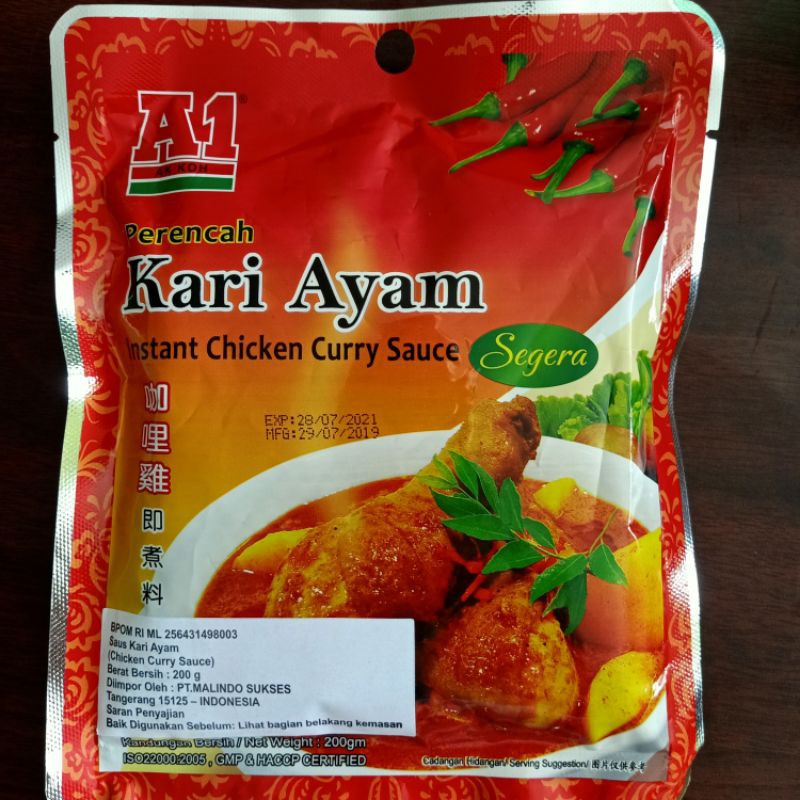 A1®
AK KOH
Perencah
Kari Ayam
Instant Chicken Curry Sauce
Segera
咖哩雞即煮料
EXP:28/07/2021
MFG:29/07/2019
BPOM RI ML 256431498003
Saus Kari Ayam
(Chicken Curry Sauce)
Berat Bersih : 200 g
Diimpor Oleh : PT.MALINDO SUKSES
Tangerang 15125 – INDONESIA
Saran Penyajian
Baik Digunakan Sebelum: Lihat bagian belakang kemasan
Kandungan Bersih / Net Weight : 200gm
ISO22000:2005 , GMP & HACCP CERTIFIED
Cadangan Hidangan/ Serving Suggestion/ 图片仅供参考